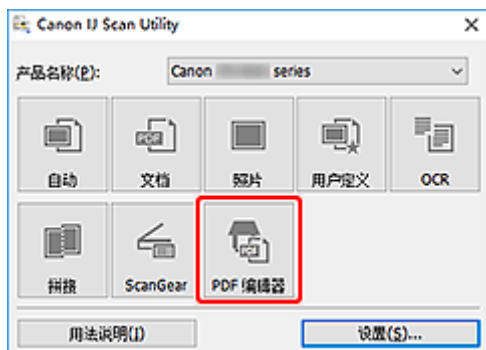 Canon IJ Scan Utility
产品名称(P):
Canon series
自动
文档
照片
用户定义
OCR
拼接
ScanGear
PDF 编辑器
用法说明(I)
设置(S)...